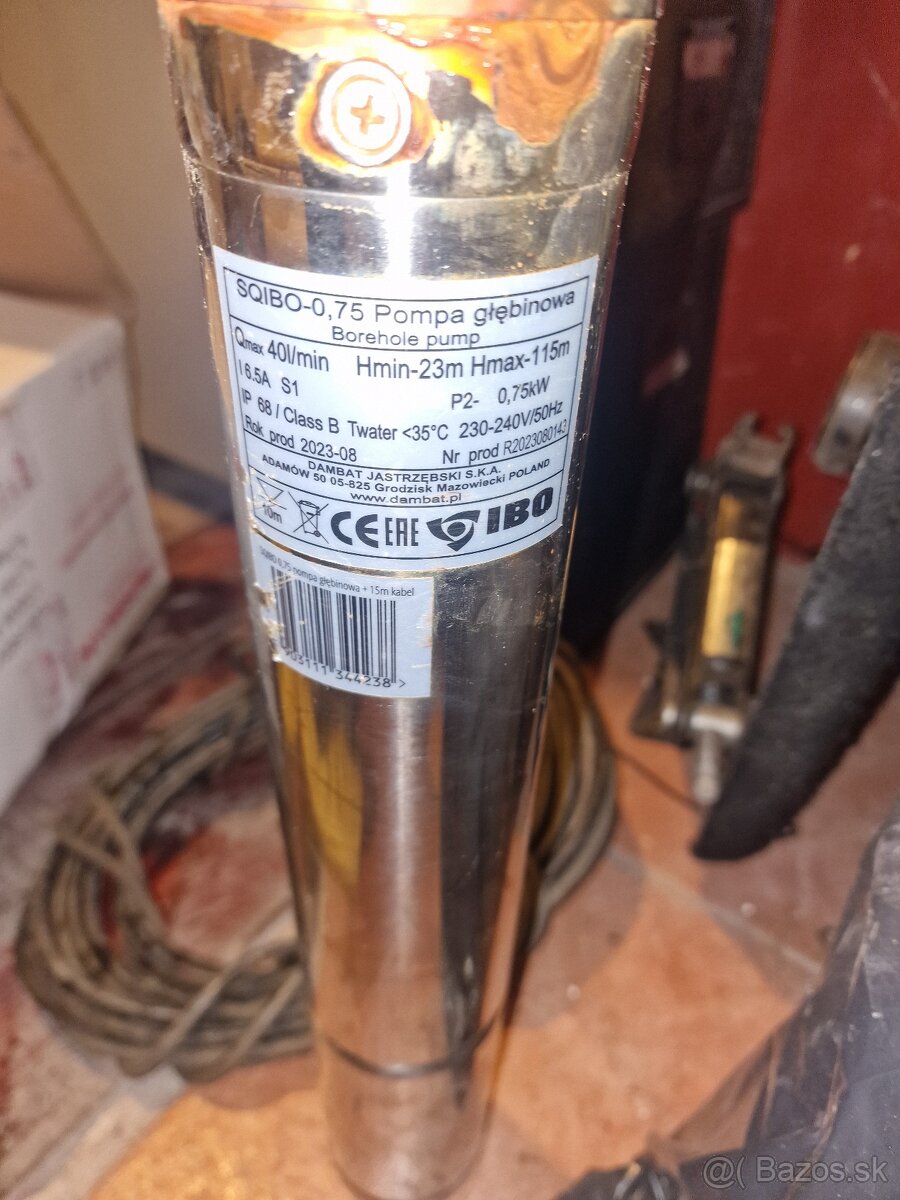 SQIBO-0,75 Pompa głębinowa
Borehole pump
Qmax 40l/min Hmin-23m Hmax-115m
I 6.5A S1 P2- 0,75kW
IP 68 / Class B Twater <35°C 230-240V/50Hz
Rok prod 2023-08 Nr prod R2023080143
DAMBAT JASTRZĘBSKI S.K.A.
ADAMÓW 50 05-825 Grodzisk Mazowiecki POLAND
www.dambat.pl
10m CE EAC IBO
SQIBO 0,75 pompa głębinowa + 15m kabel
903111 344238 >
@( Bazos.sk